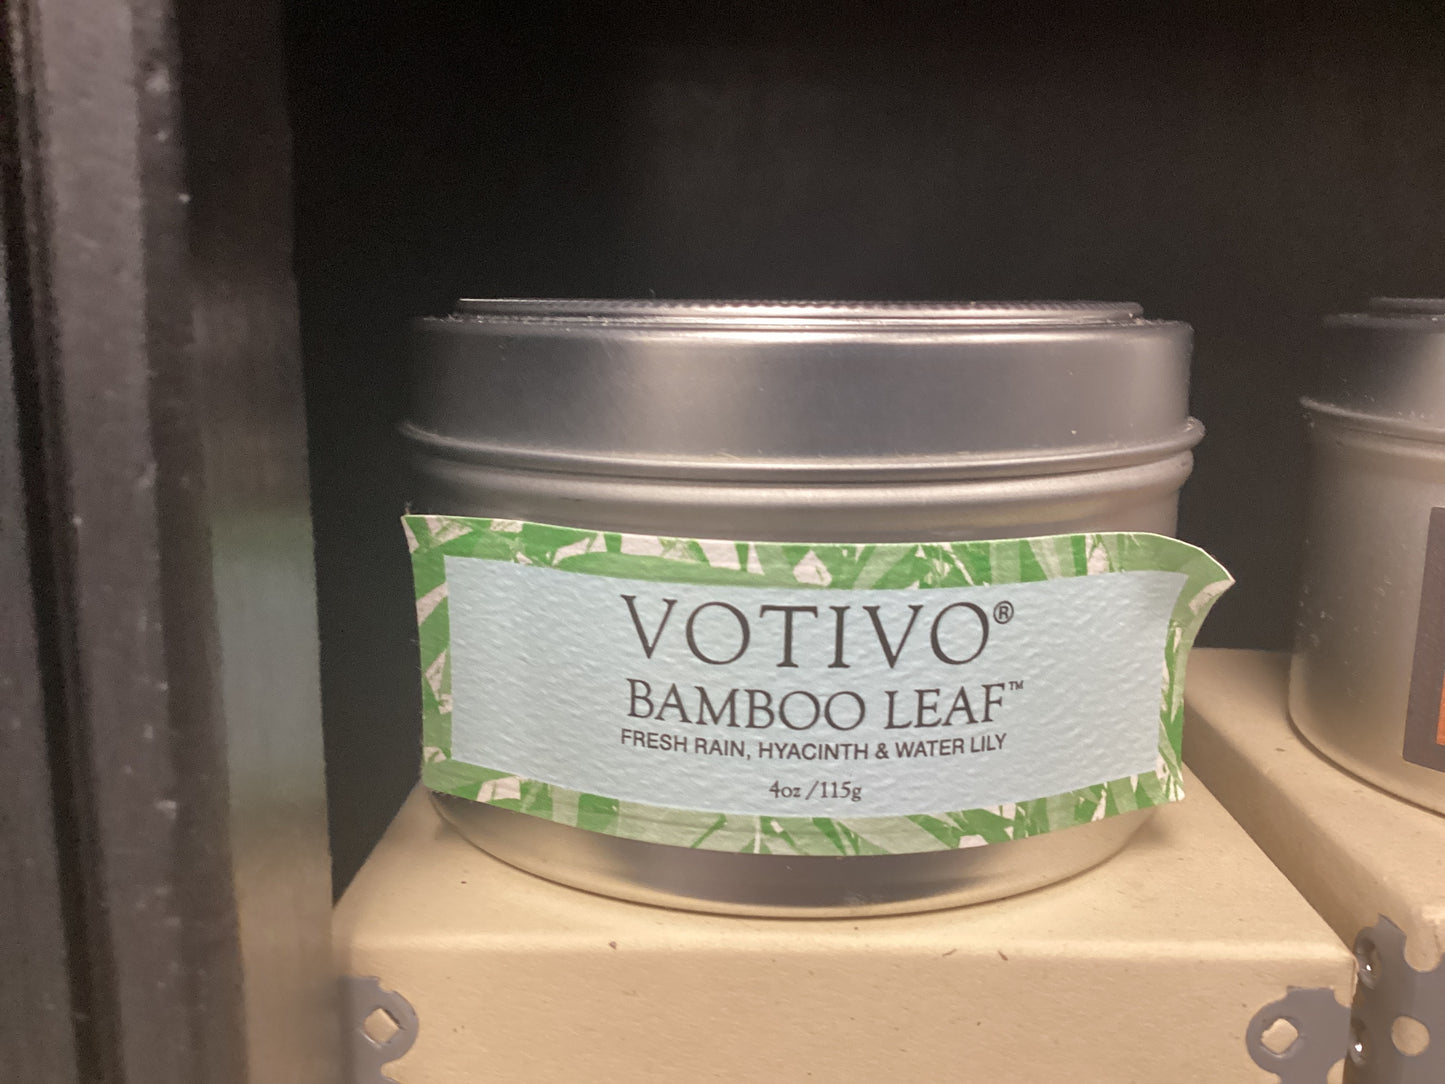 VOTIVO®
BAMBOO LEAF™
FRESH RAIN, HYACINTH & WATER LILY
4oz /115g